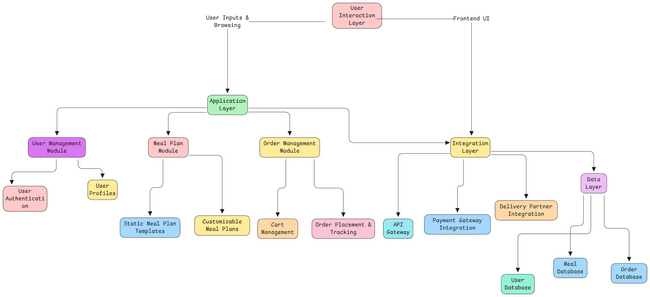 User
Interaction
Layer
User Inputs &
Browsing
Frontend UI
Application
Layer
User Management
Module
Meal Plan
Module
Order Management
Module
Integration
Layer
User
Authenticati
on
User
Profiles
Static Meal Plan
Templates
Customizable
Meal Plans
Cart
Management
Order Placement &
Tracking
API
Gateway
Payment Gateway
Integration
Delivery Partner
Integration
Data
Layer
User
Database
Meal
Database
Order
Database